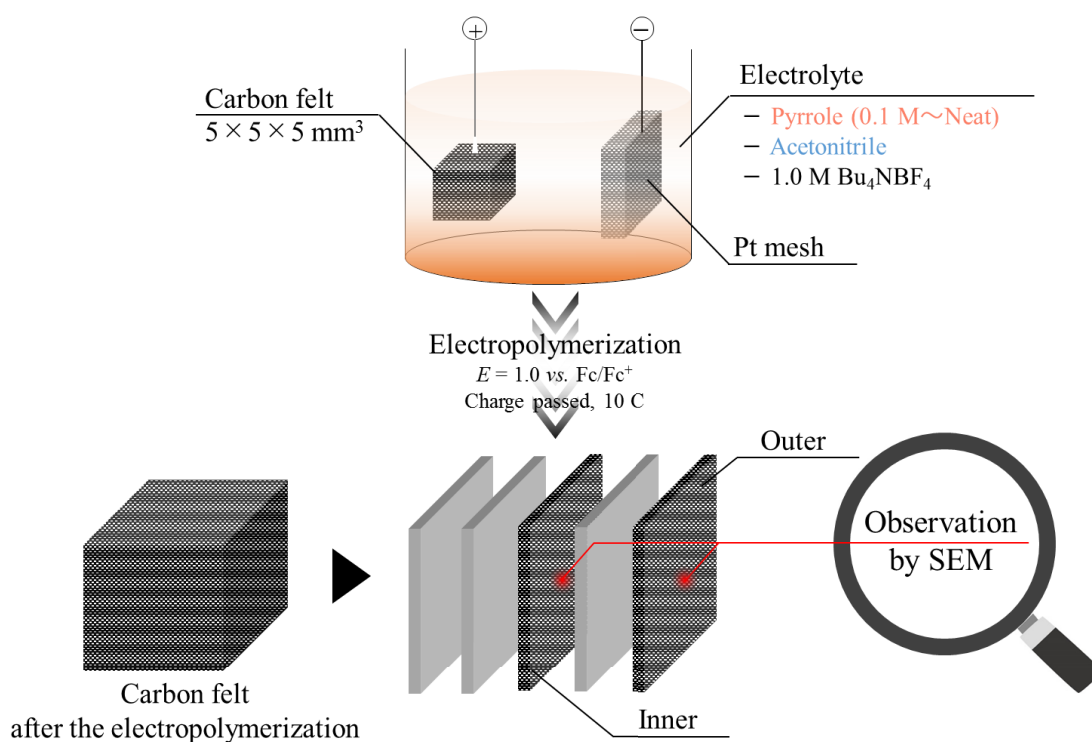 +
−
Carbon felt
5 × 5 × 5 mm³
Electrolyte
− Pyrrole (0.1 M～Neat)
− Acetonitrile
− 1.0 M Bu₄NBF₄
Pt mesh
Electropolymerization
E = 1.0 vs. Fc/Fc⁺
Charge passed, 10 C
Outer
Observation
by SEM
Carbon felt
after the electropolymerization
Inner